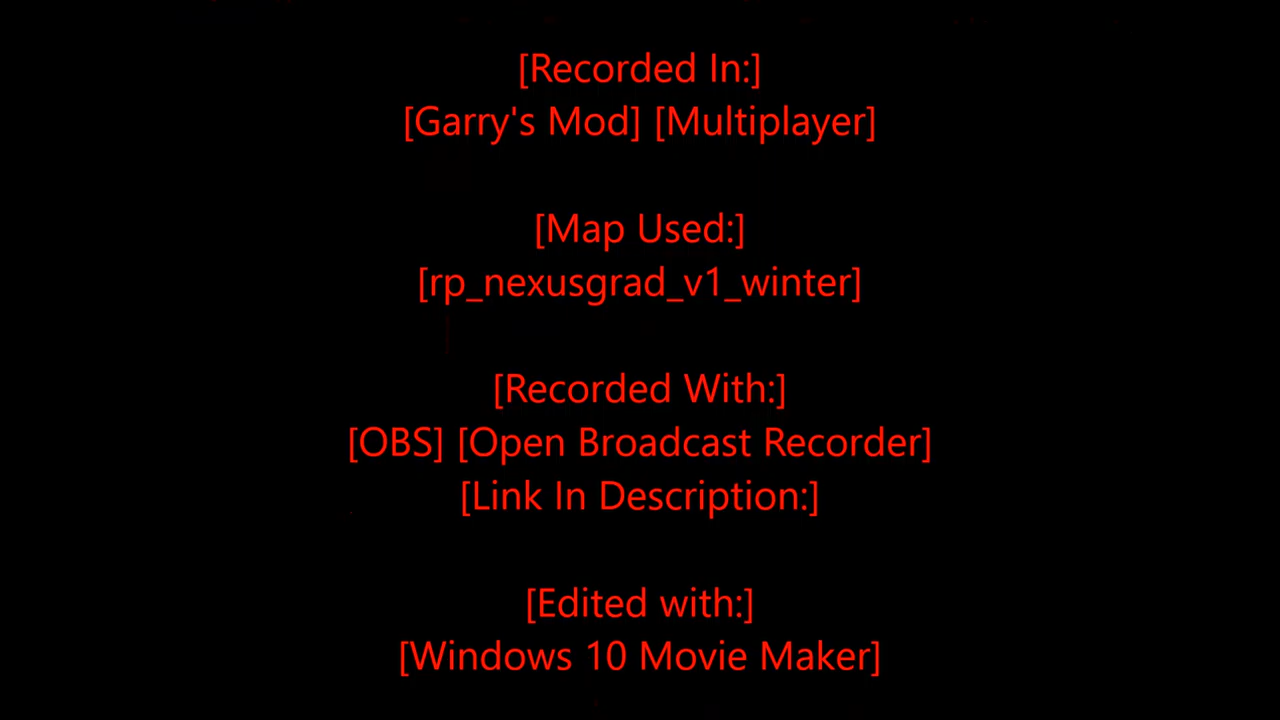 [Recorded In:]
[Garry's Mod] [Multiplayer]
[Map Used:]
[rp_nexusgrad_v1_winter]
[Recorded With:]
[OBS] [Open Broadcast Recorder]
[Link In Description:]
[Edited with:]
[Windows 10 Movie Maker]